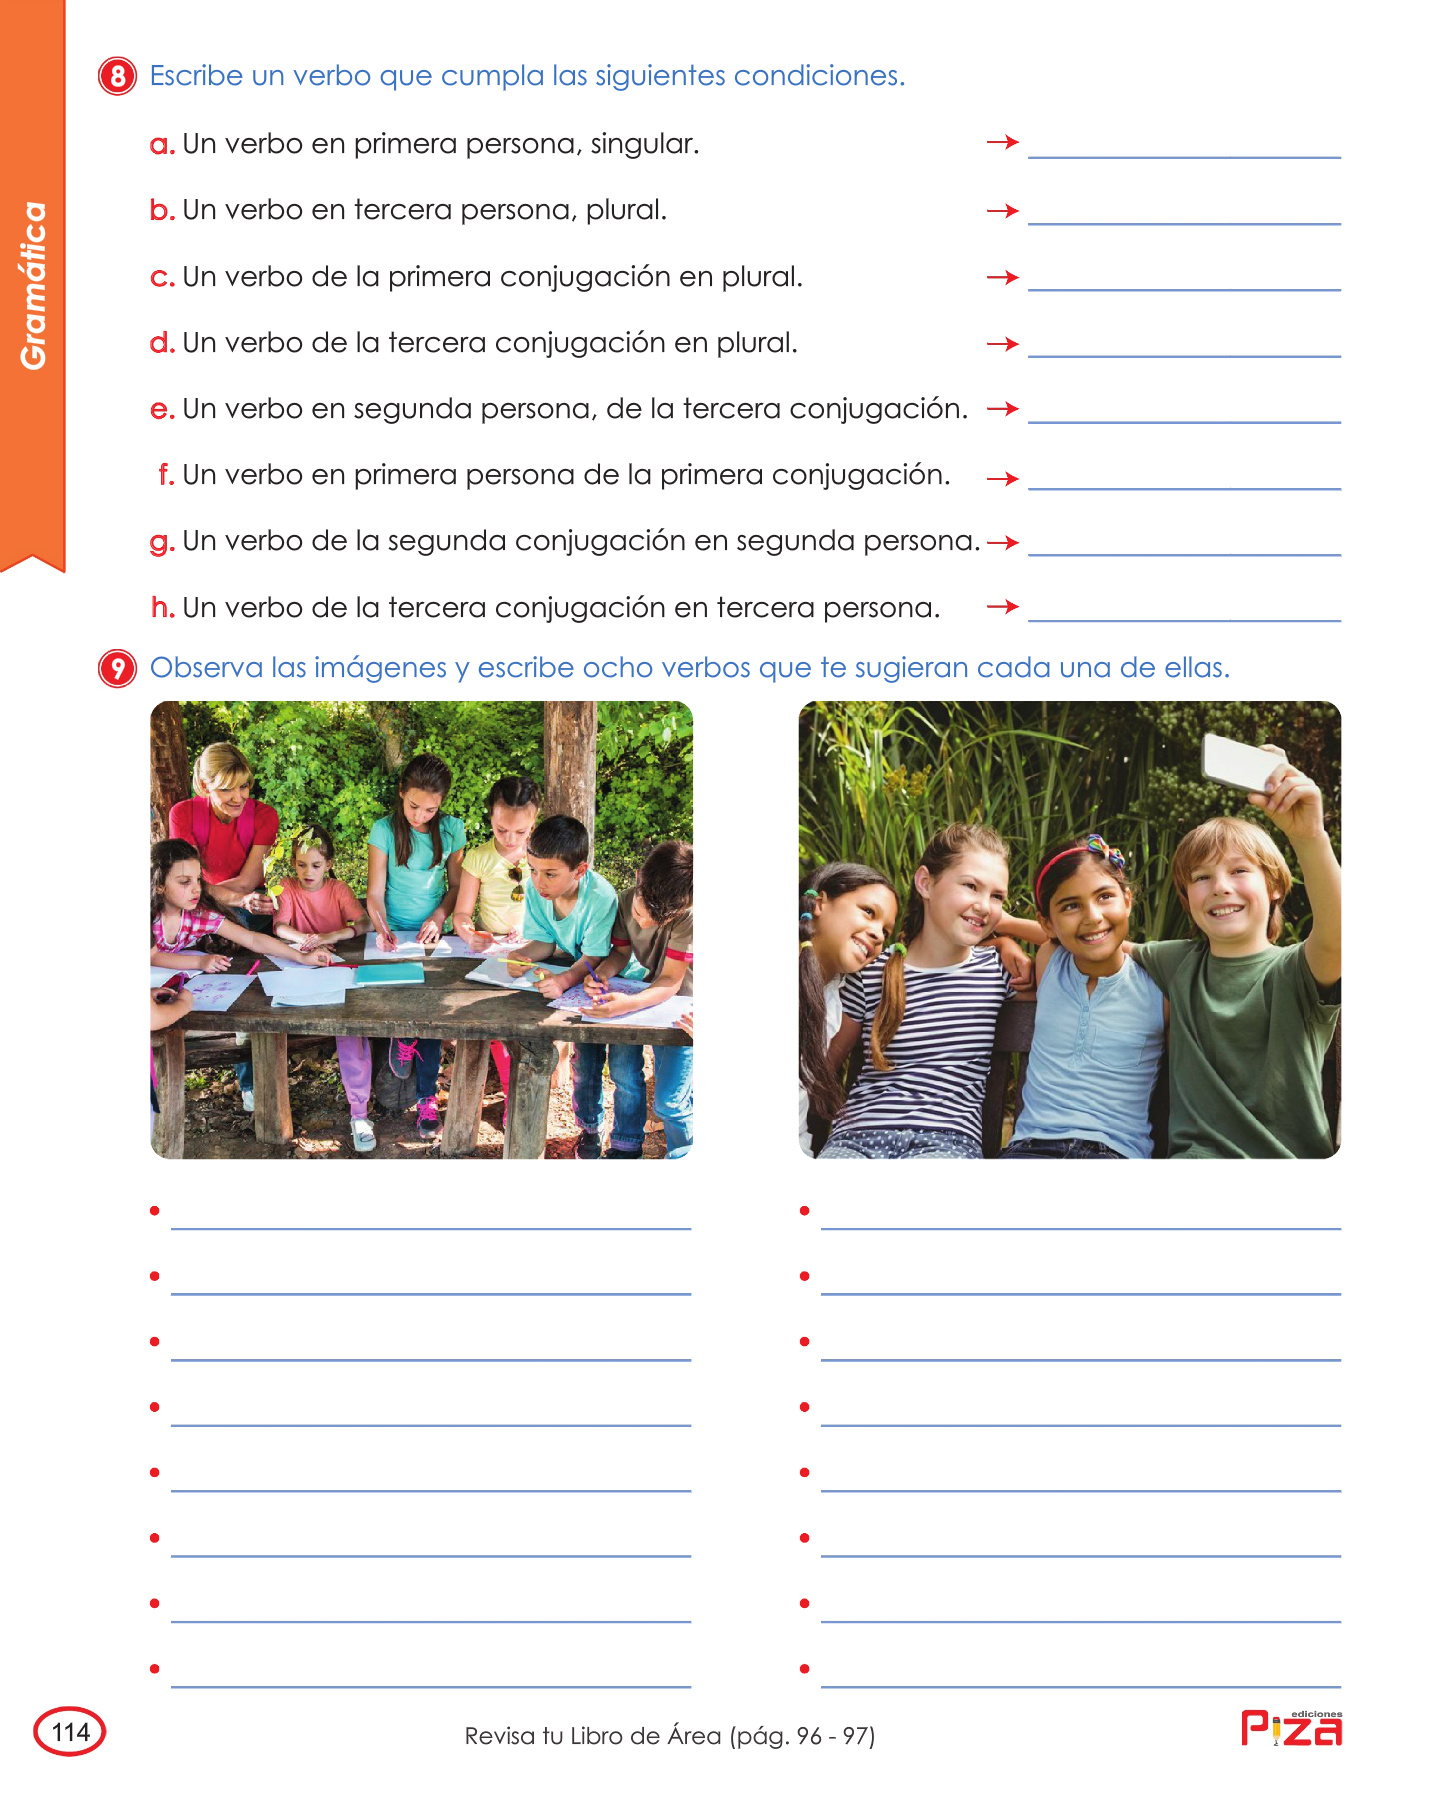 Gramática
8 Escribe un verbo que cumpla las siguientes condiciones.
a. Un verbo en primera persona, singular.
b. Un verbo en tercera persona, plural.
c. Un verbo de la primera conjugación en plural.
d. Un verbo de la tercera conjugación en plural.
e. Un verbo en segunda persona, de la tercera conjugación.
f. Un verbo en primera persona de la primera conjugación.
g. Un verbo de la segunda conjugación en segunda persona.
h. Un verbo de la tercera conjugación en tercera persona.
9 Observa las imágenes y escribe ocho verbos que te sugieran cada una de ellas.
114
Revisa tu Libro de Área (pág. 96 - 97)
ediciones
PIZA